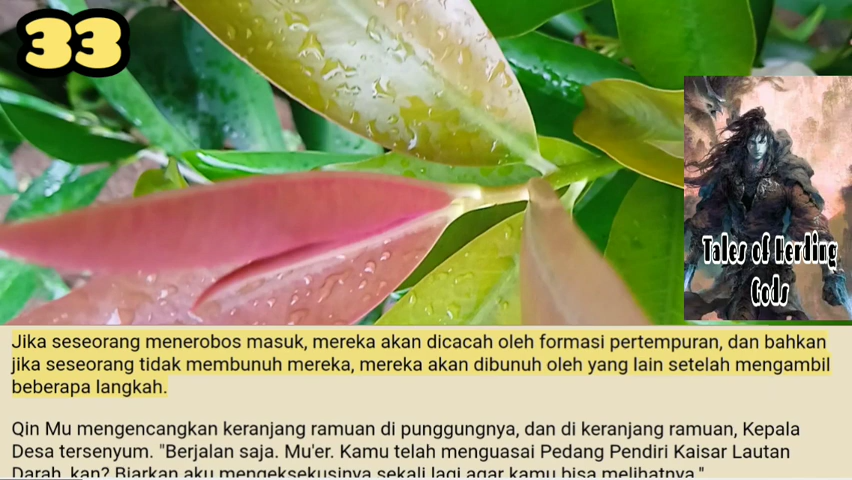 33
Tales of Herding
Gods
Jika seseorang menerobos masuk, mereka akan dicacah oleh formasi pertempuran, dan bahkan
jika seseorang tidak membunuh mereka, mereka akan dibunuh oleh yang lain setelah mengambil
beberapa langkah.
Qin Mu mengencangkan keranjang ramuan di punggungnya, dan di keranjang ramuan, Kepala
Desa tersenyum. "Berjalan saja. Mu'er. Kamu telah menguasai Pedang Pendiri Kaisar Lautan
Darah, kan? Biarkan aku mengeksekusinya sekali lagi agar kamu bisa melihatnya."